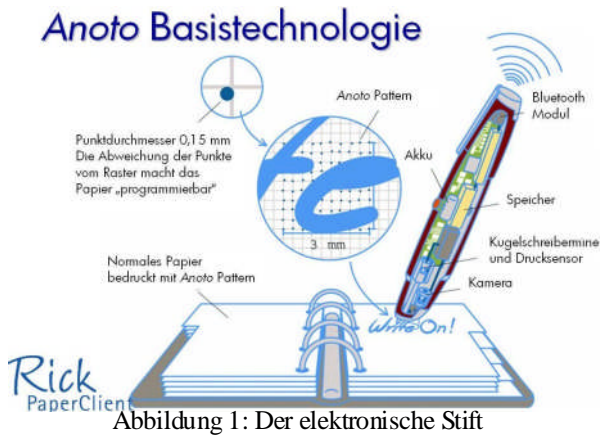 Anoto Basistechnologie
Punktdurchmesser 0,15 mm
Die Abweichung der Punkte
vom Raster macht das
Papier „programmierbar"
Anoto Pattern
3 mm
Bluetooth
Modul
Akku
Speicher
Kugelschreibermine
und Drucksensor
Kamera
Normales Papier
bedruckt mit Anoto Pattern
Write On!
Rick
PaperClient
Abbildung 1: Der elektronische Stift